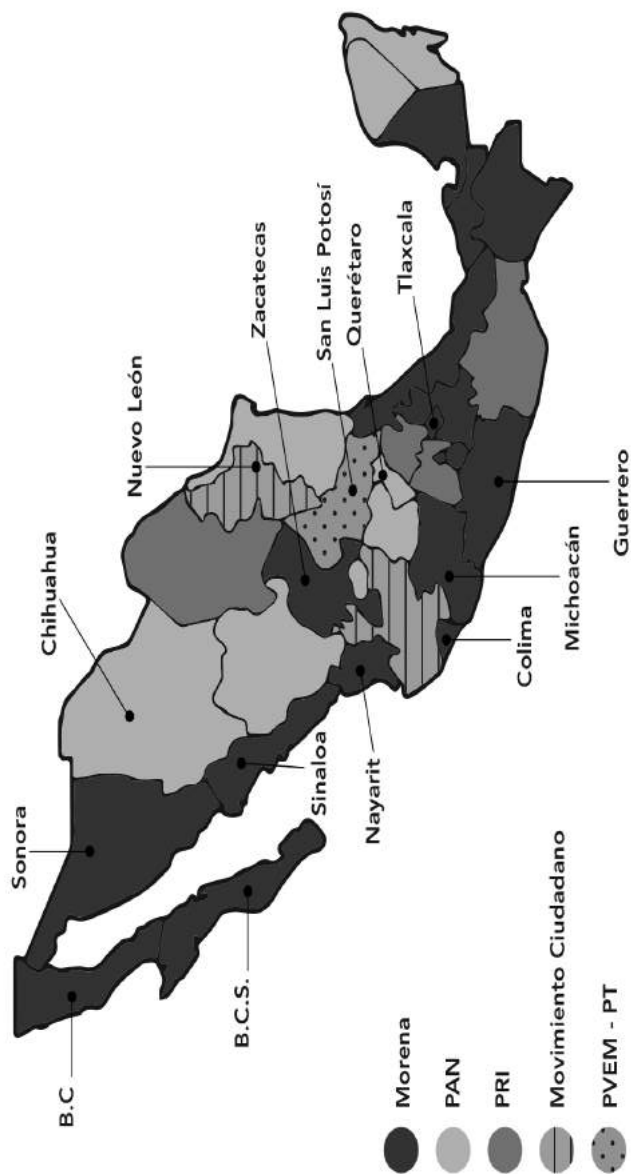 B.C
B.C.S.
Sonora
Sinaloa
Chihuahua
Nayarit
Colima
Michoacán
Guerrero
Nuevo León
Zacatecas
San Luis Potosí
Querétaro
Tlaxcala
Morena
PAN
PRI
Movimiento Ciudadano
PVEM - PT